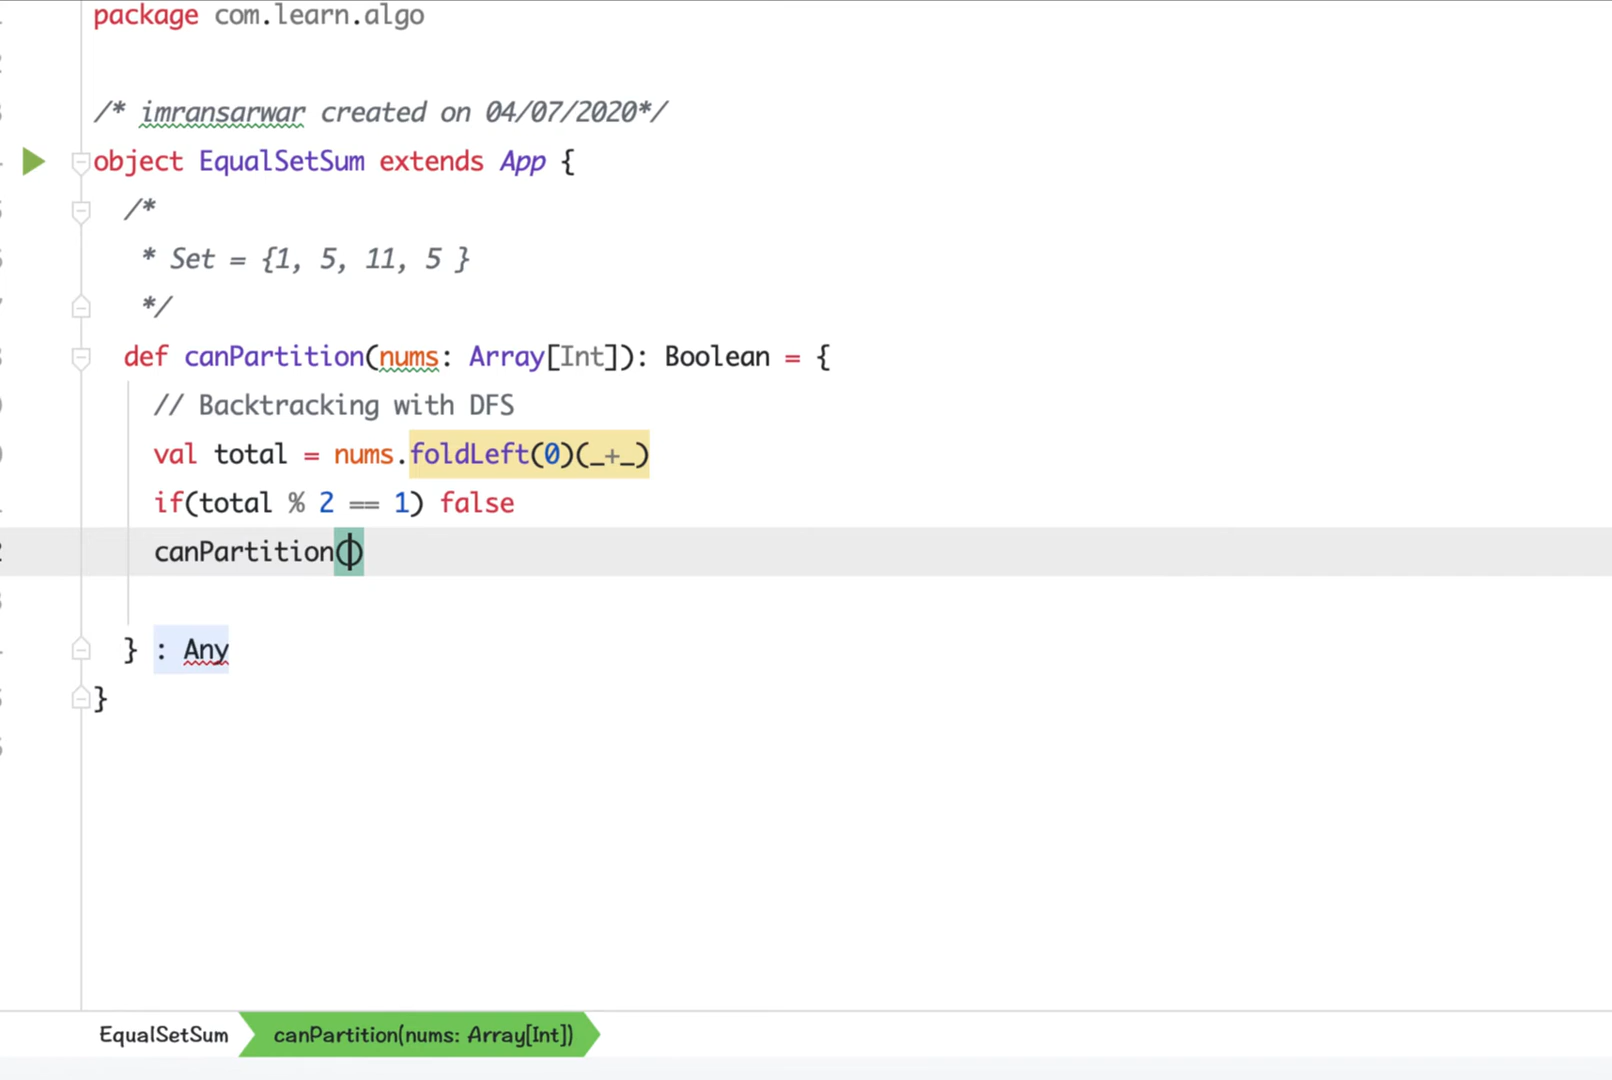 package com.learn.algo
/* imransarwar created on 04/07/2020*/
object EqualSetSum extends App {
/*
* Set = {1, 5, 11, 5 }
*/
def canPartition(nums: Array[Int]): Boolean = {
// Backtracking with DFS
val total = nums.foldLeft(0)(_+_)
if(total % 2 == 1) false
canPartition()
} : Any
}
EqualSetSum canPartition(nums: Array[Int])